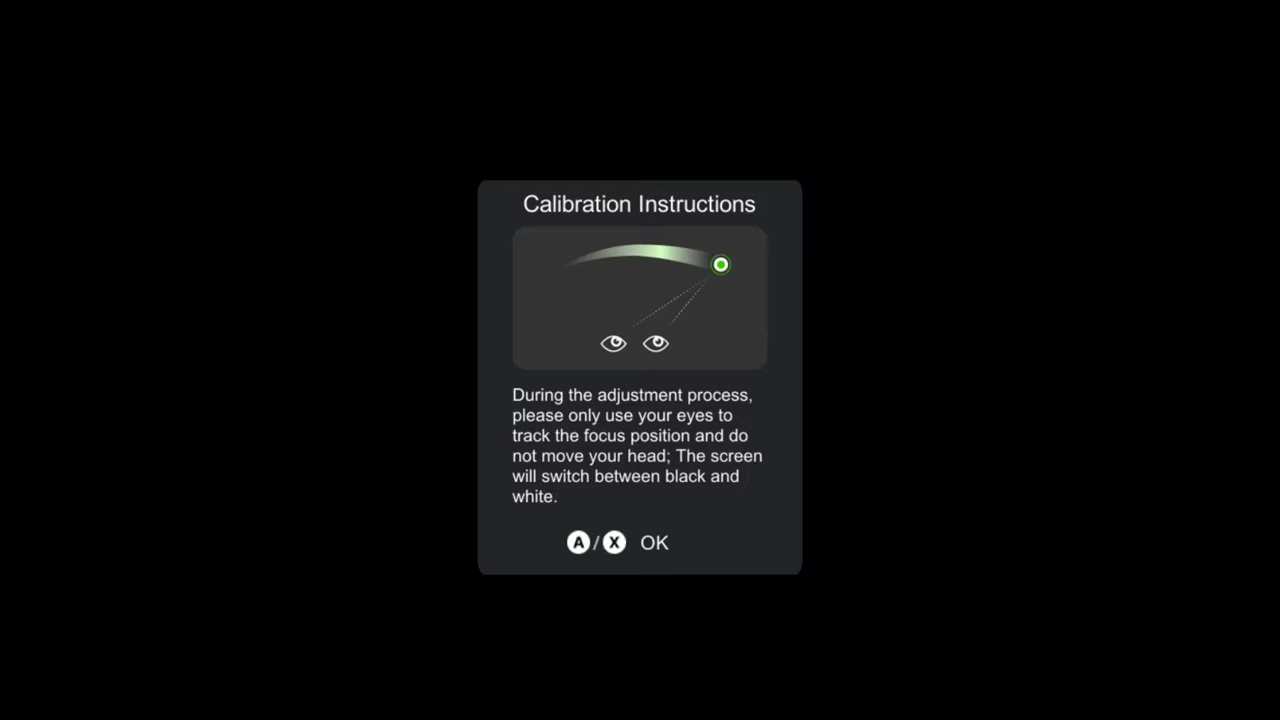 Calibration Instructions
During the adjustment process,
please only use your eyes to
track the focus position and do
not move your head; The screen
will switch between black and
white.
A / X OK